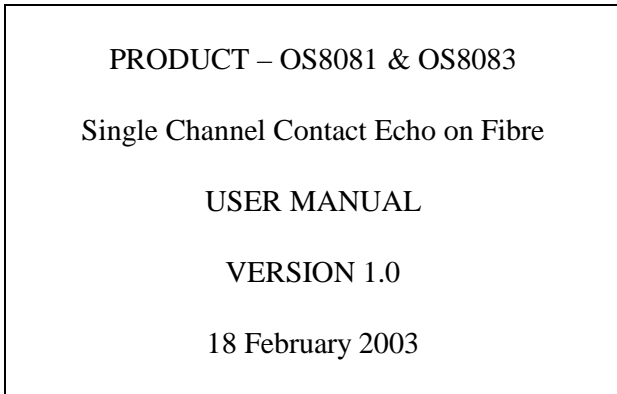 PRODUCT – OS8081 & OS8083
Single Channel Contact Echo on Fibre
USER MANUAL
VERSION 1.0
18 February 2003